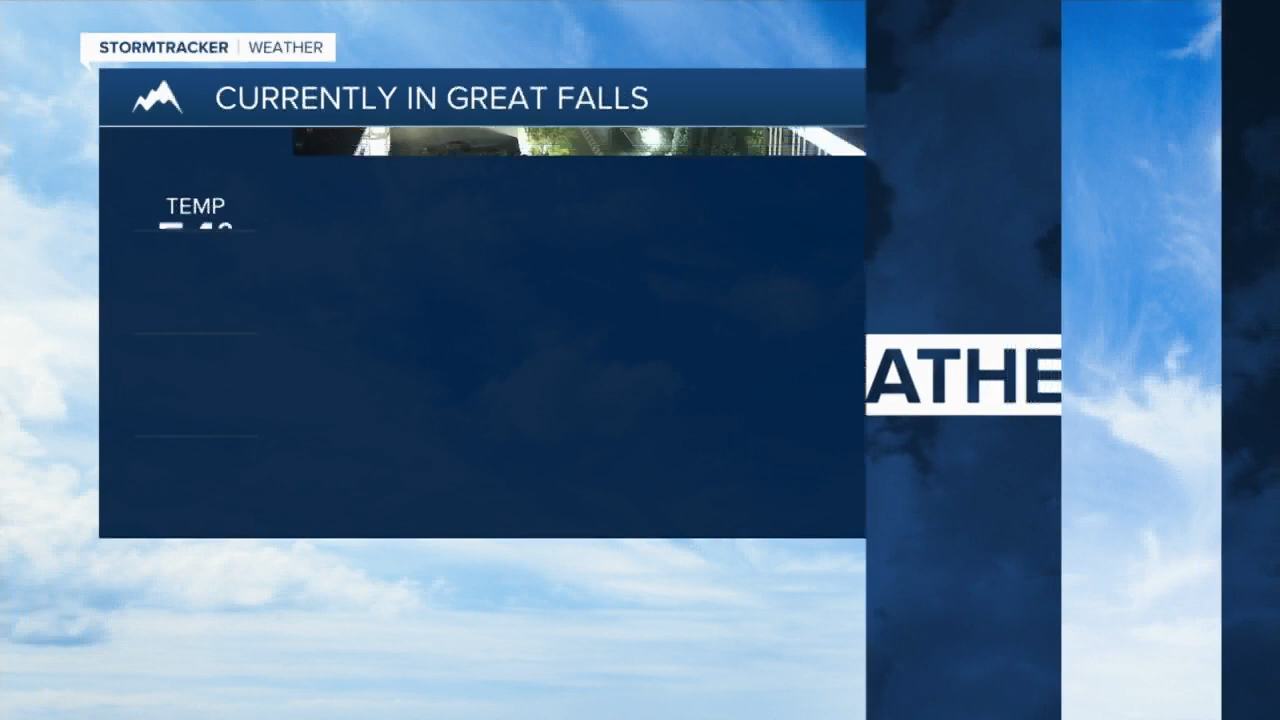 STORMTRACKER | WEATHER
CURRENTLY IN GREAT FALLS
TEMP
ATHE